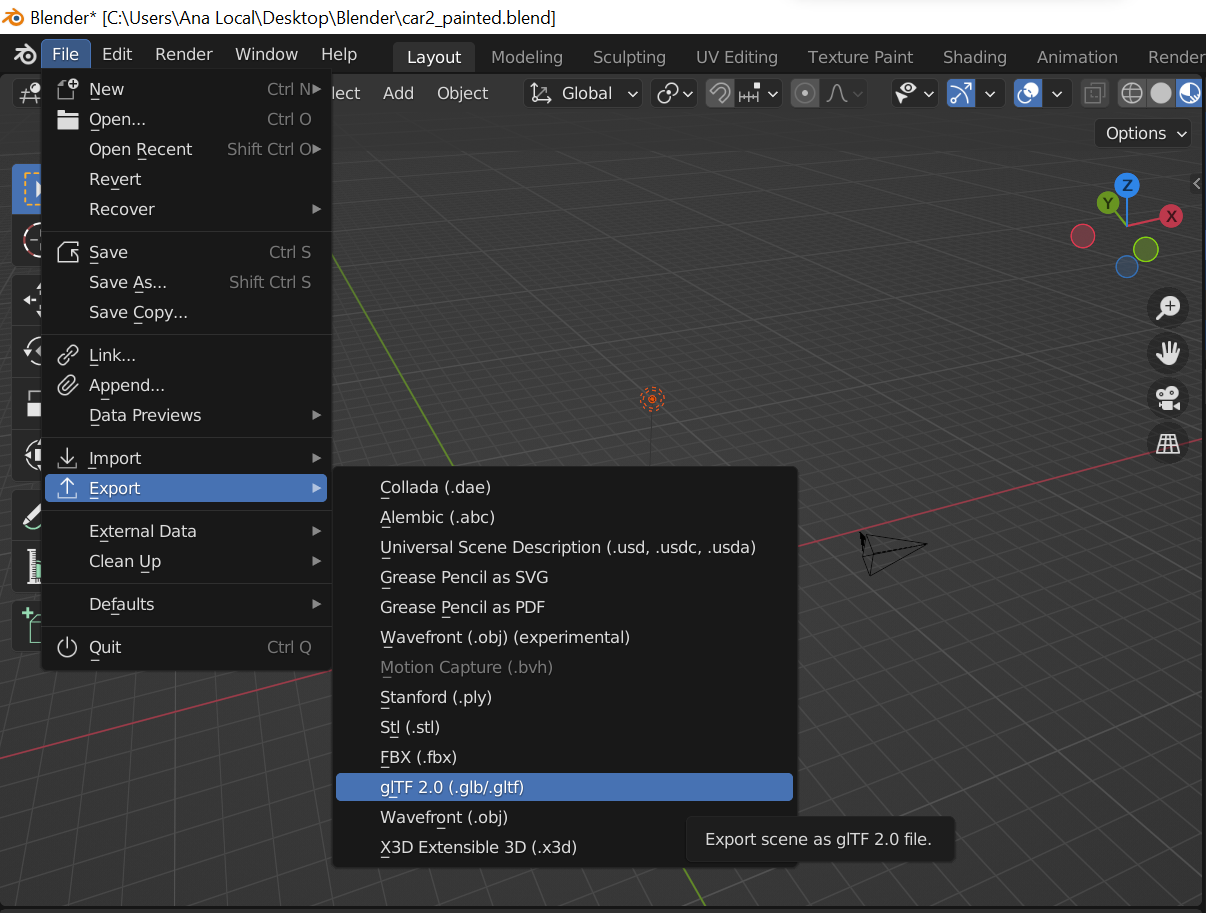 Blender* [C:\Users\Ana Local\Desktop\Blender\car2_painted.blend]
File Edit Render Window Help Layout Modeling Sculpting UV Editing Texture Paint Shading Animation Render
lect Add Object Global
Options
New Ctrl N
Open... Ctrl O
Open Recent Shift Ctrl O
Revert
Recover
Save Ctrl S
Save As... Shift Ctrl S
Save Copy...
Link...
Append...
Data Previews
Import
Export
External Data
Clean Up
Defaults
Quit Ctrl Q
Collada (.dae)
Alembic (.abc)
Universal Scene Description (.usd, .usdc, .usda)
Grease Pencil as SVG
Grease Pencil as PDF
Wavefront (.obj) (experimental)
Motion Capture (.bvh)
Stanford (.ply)
Stl (.stl)
FBX (.fbx)
glTF 2.0 (.glb/.gltf)
Wavefront (.obj)
X3D Extensible 3D (.x3d)
Export scene as glTF 2.0 file.
Z
Y
X